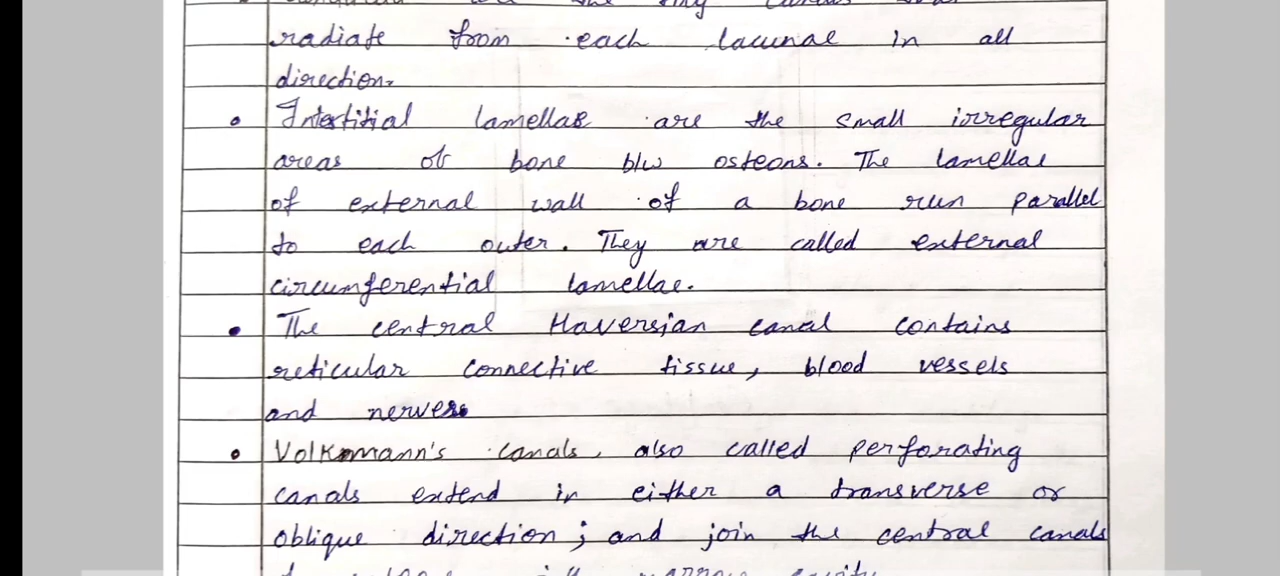 radiate from each lacunae in all
direction.
• Interstitial lamellae are the small irregular
areas of bone b/w osteons. The lamellae
of external wall of a bone run parallel
to each outer. They are called external
circumferential lamellae.
• The central Haversian canal contains
reticular connective tissue, blood vessels
and nerves
• Volkmann's canals, also called perforating
canals extend in either a transverse or
oblique direction; and join the central canals